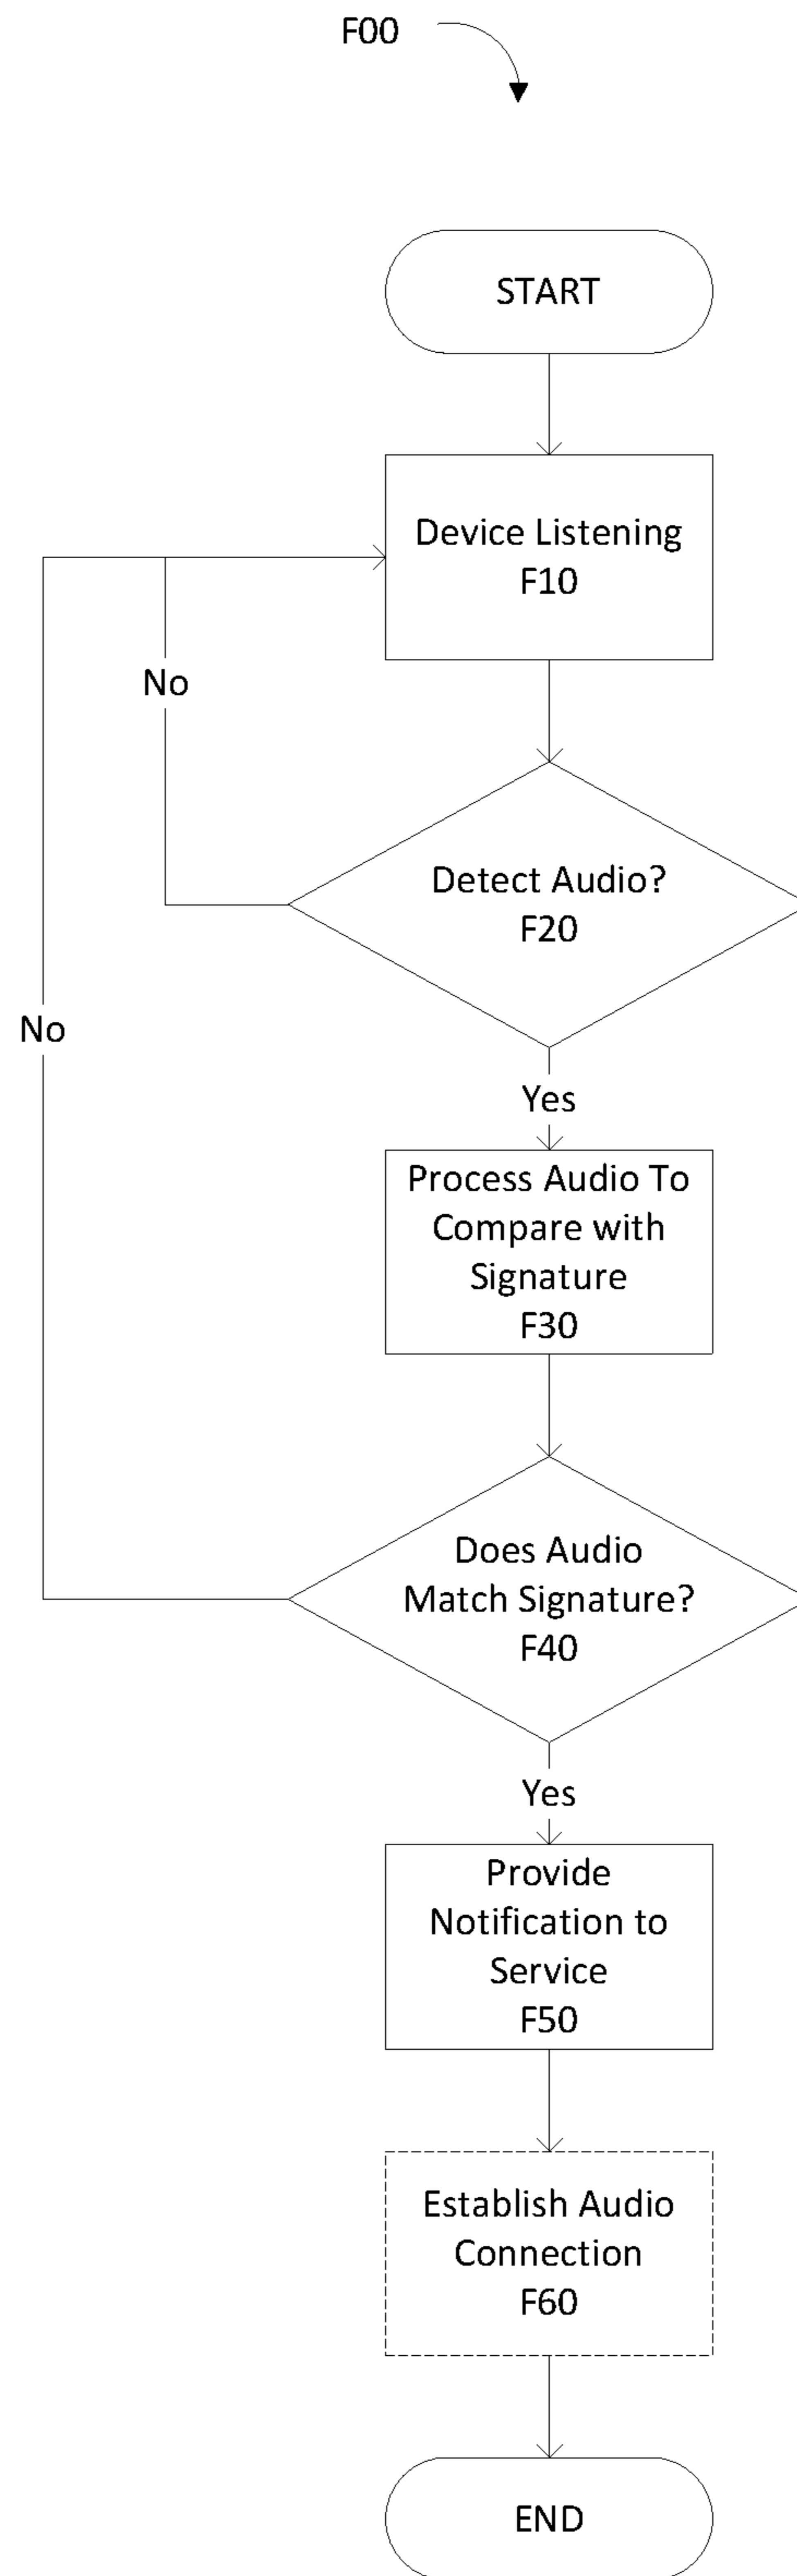 F00
START
Device Listening
F10
No
Detect Audio?
F20
No
Yes
Process Audio To
Compare with
Signature
F30
Does Audio
Match Signature?
F40
Yes
Provide
Notification to
Service
F50
Establish Audio
Connection
F60
END